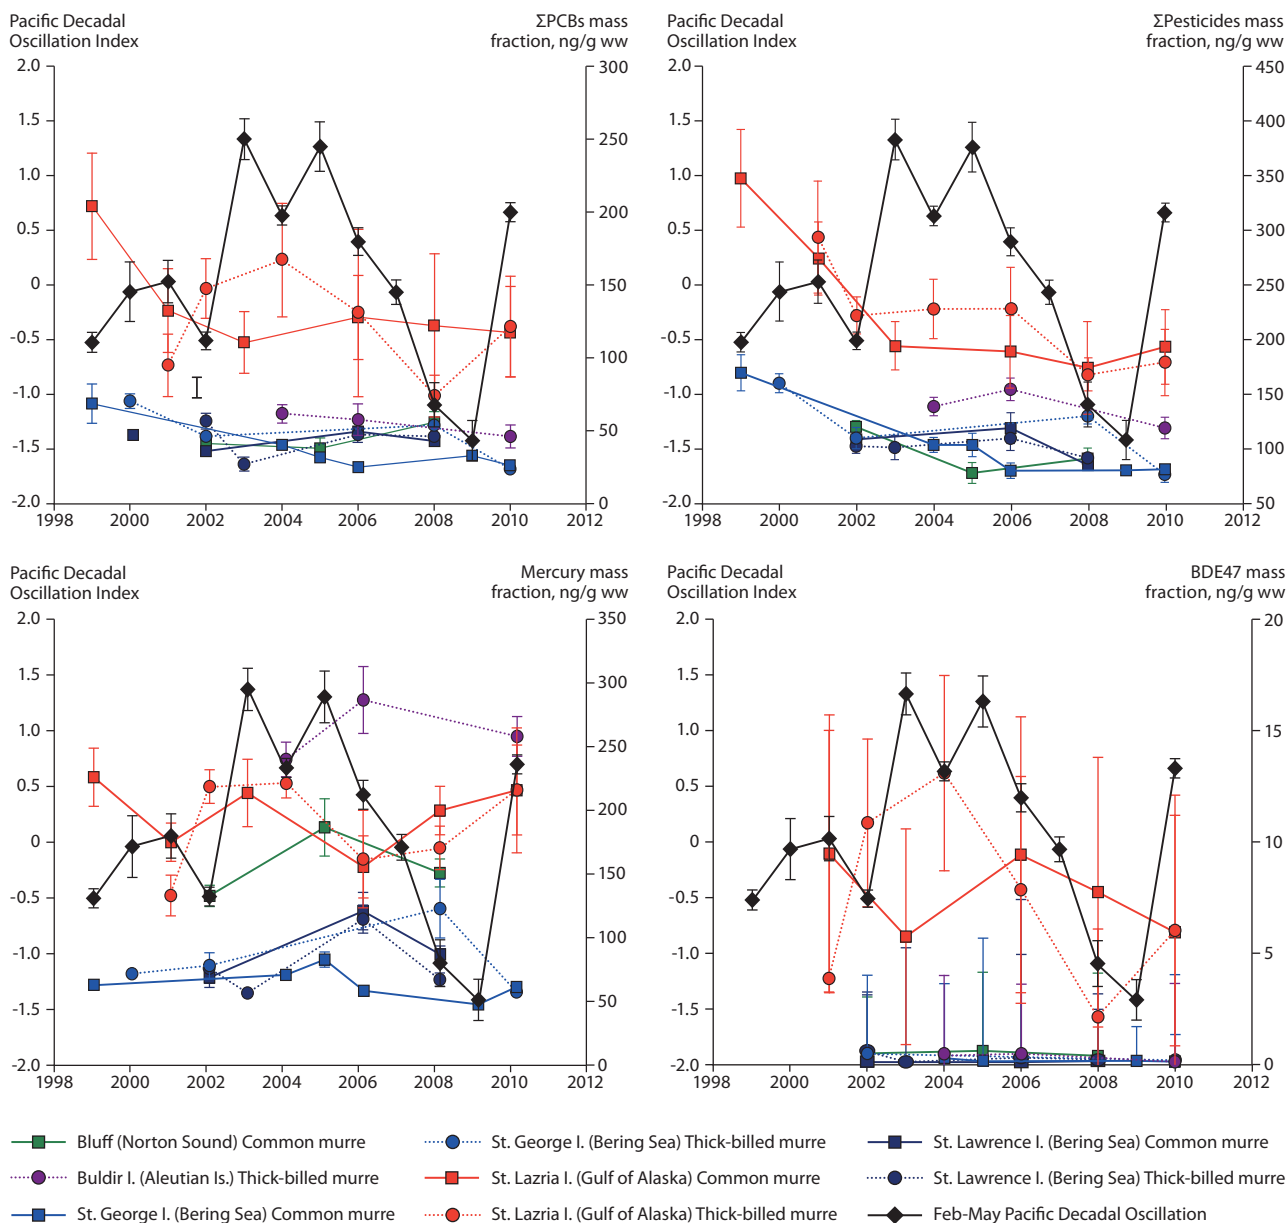 Pacific Decadal
Oscillation Index
ΣPCBs mass
fraction, ng/g ww
2.0
1.5
1.0
0.5
0
-0.5
-1.0
-1.5
-2.0
300
250
200
150
100
50
0
1998 2000 2002 2004 2006 2008 2010 2012
Pacific Decadal
Oscillation Index
ΣPesticides mass
fraction, ng/g ww
2.0
1.5
1.0
0.5
0
-0.5
-1.0
-1.5
-2.0
450
400
350
300
250
200
150
100
50
1998 2000 2002 2004 2006 2008 2010 2012
Pacific Decadal
Oscillation Index
Mercury mass
fraction, ng/g ww
2.0
1.5
1.0
0.5
0
-0.5
-1.0
-1.5
-2.0
350
300
250
200
150
100
50
0
1998 2000 2002 2004 2006 2008 2010 2012
Pacific Decadal
Oscillation Index
BDE47 mass
fraction, ng/g ww
2.0
1.5
1.0
0.5
0
-0.5
-1.0
-1.5
-2.0
20
15
10
5
0
1998 2000 2002 2004 2006 2008 2010 2012
Bluff (Norton Sound) Common murre
Buldir I. (Aleutian Is.) Thick-billed murre
St. George I. (Bering Sea) Common murre
St. George I. (Bering Sea) Thick-billed murre
St. Lazria I. (Gulf of Alaska) Common murre
St. Lazria I. (Gulf of Alaska) Thick-billed murre
St. Lawrence I. (Bering Sea) Common murre
St. Lawrence I. (Bering Sea) Thick-billed murre
Feb-May Pacific Decadal Oscillation